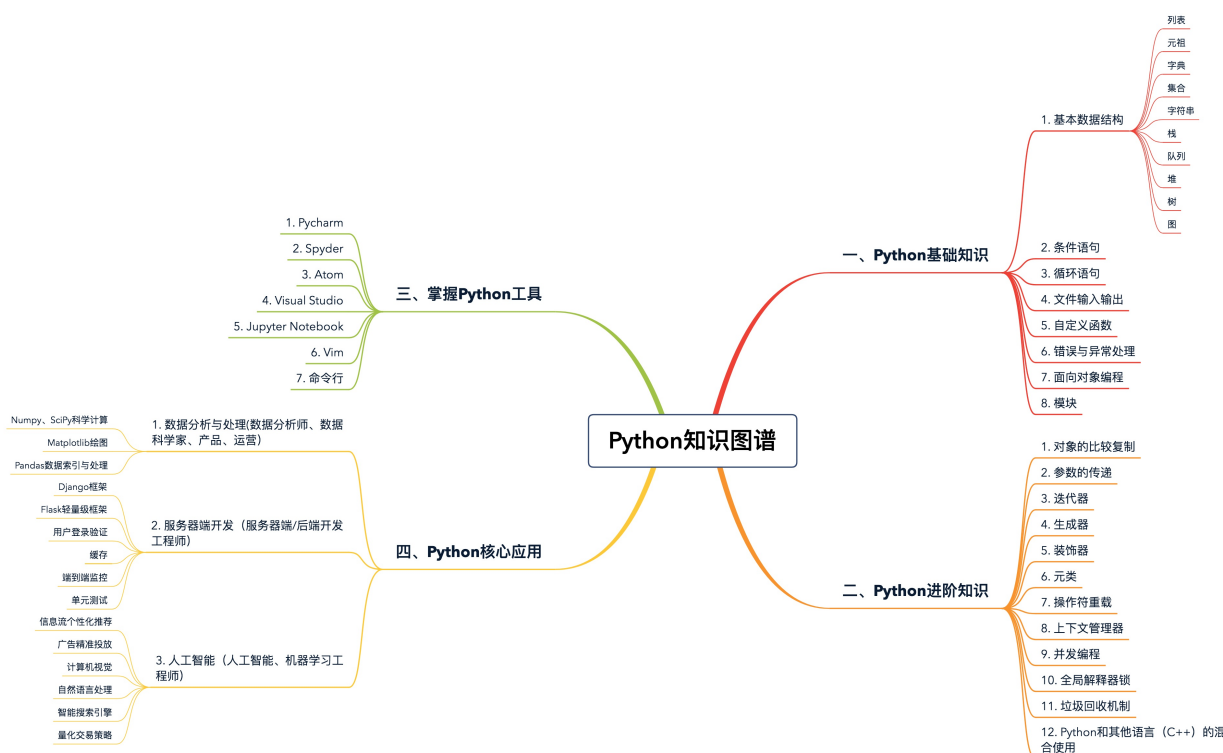 Python知识图谱
一、Python基础知识
1. 基本数据结构
列表
元祖
字典
集合
字符串
栈
队列
堆
树
图
2. 条件语句
3. 循环语句
4. 文件输入输出
5. 自定义函数
6. 错误与异常处理
7. 面向对象编程
8. 模块
二、Python进阶知识
1. 对象的比较复制
2. 参数的传递
3. 迭代器
4. 生成器
5. 装饰器
6. 元类
7. 操作符重载
8. 上下文管理器
9. 并发编程
10. 全局解释器锁
11. 垃圾回收机制
12. Python和其他语言（C++）的混
合使用
三、掌握Python工具
1. Pycharm
2. Spyder
3. Atom
4. Visual Studio
5. Jupyter Notebook
6. Vim
7. 命令行
四、Python核心应用
1. 数据分析与处理(数据分析师、数据
科学家、产品、运营）
Numpy、SciPy科学计算
Matplotlib绘图
Pandas数据索引与处理
2. 服务器端开发（服务器端/后端开发
工程师）
Django框架
Flask轻量级框架
用户登录验证
缓存
端到端监控
单元测试
3. 人工智能（人工智能、机器学习工
程师）
信息流个性化推荐
广告精准投放
计算机视觉
自然语言处理
智能搜索引擎
量化交易策略